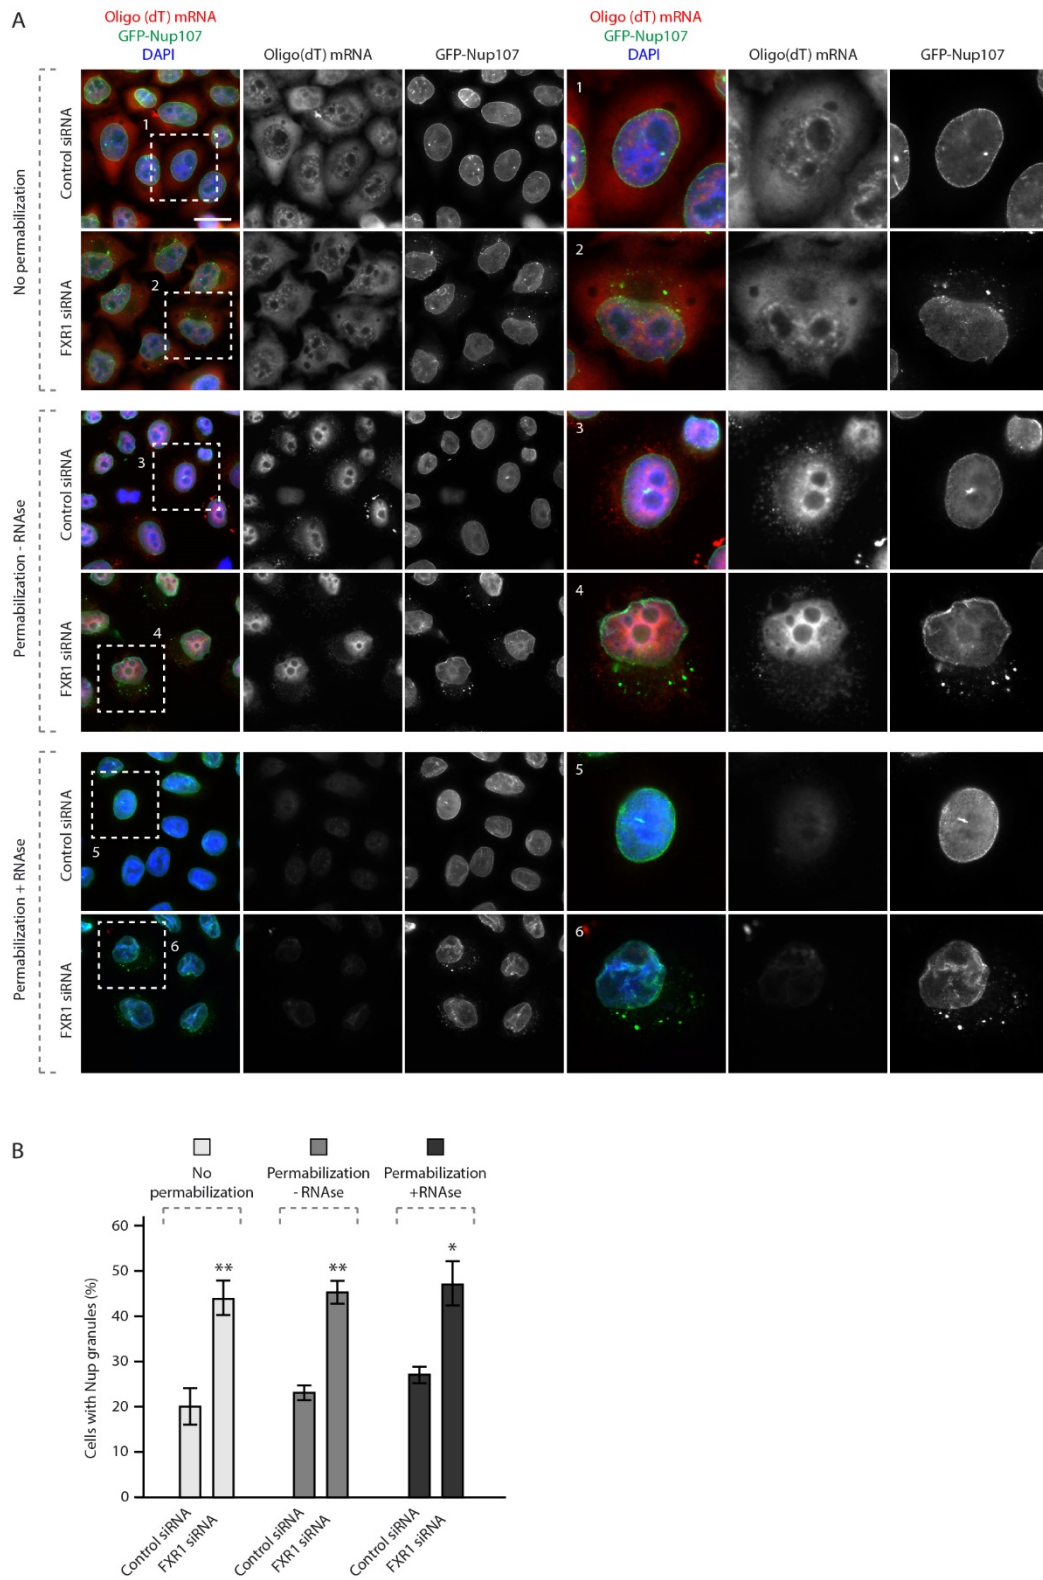 A
Oligo (dT) mRNA
GFP-Nup107
DAPI
Oligo(dT) mRNA
GFP-Nup107
Oligo (dT) mRNA
GFP-Nup107
DAPI
Oligo(dT) mRNA
GFP-Nup107
No permabilization
Control siRNA
1
1
FXR1 siRNA
2
2
Permabilization - RNAse
Control siRNA
3
3
FXR1 siRNA
4
4
Permabilization + RNAse
Control siRNA
5
5
FXR1 siRNA
6
6
B
No
permabilization
Permabilization
- RNAse
Permabilization
+RNAse
Cells with Nup granules (%)
60
50
40
30
20
10
0
**
**
*
Control siRNA
FXR1 siRNA
Control siRNA
FXR1 siRNA
Control siRNA
FXR1 siRNA